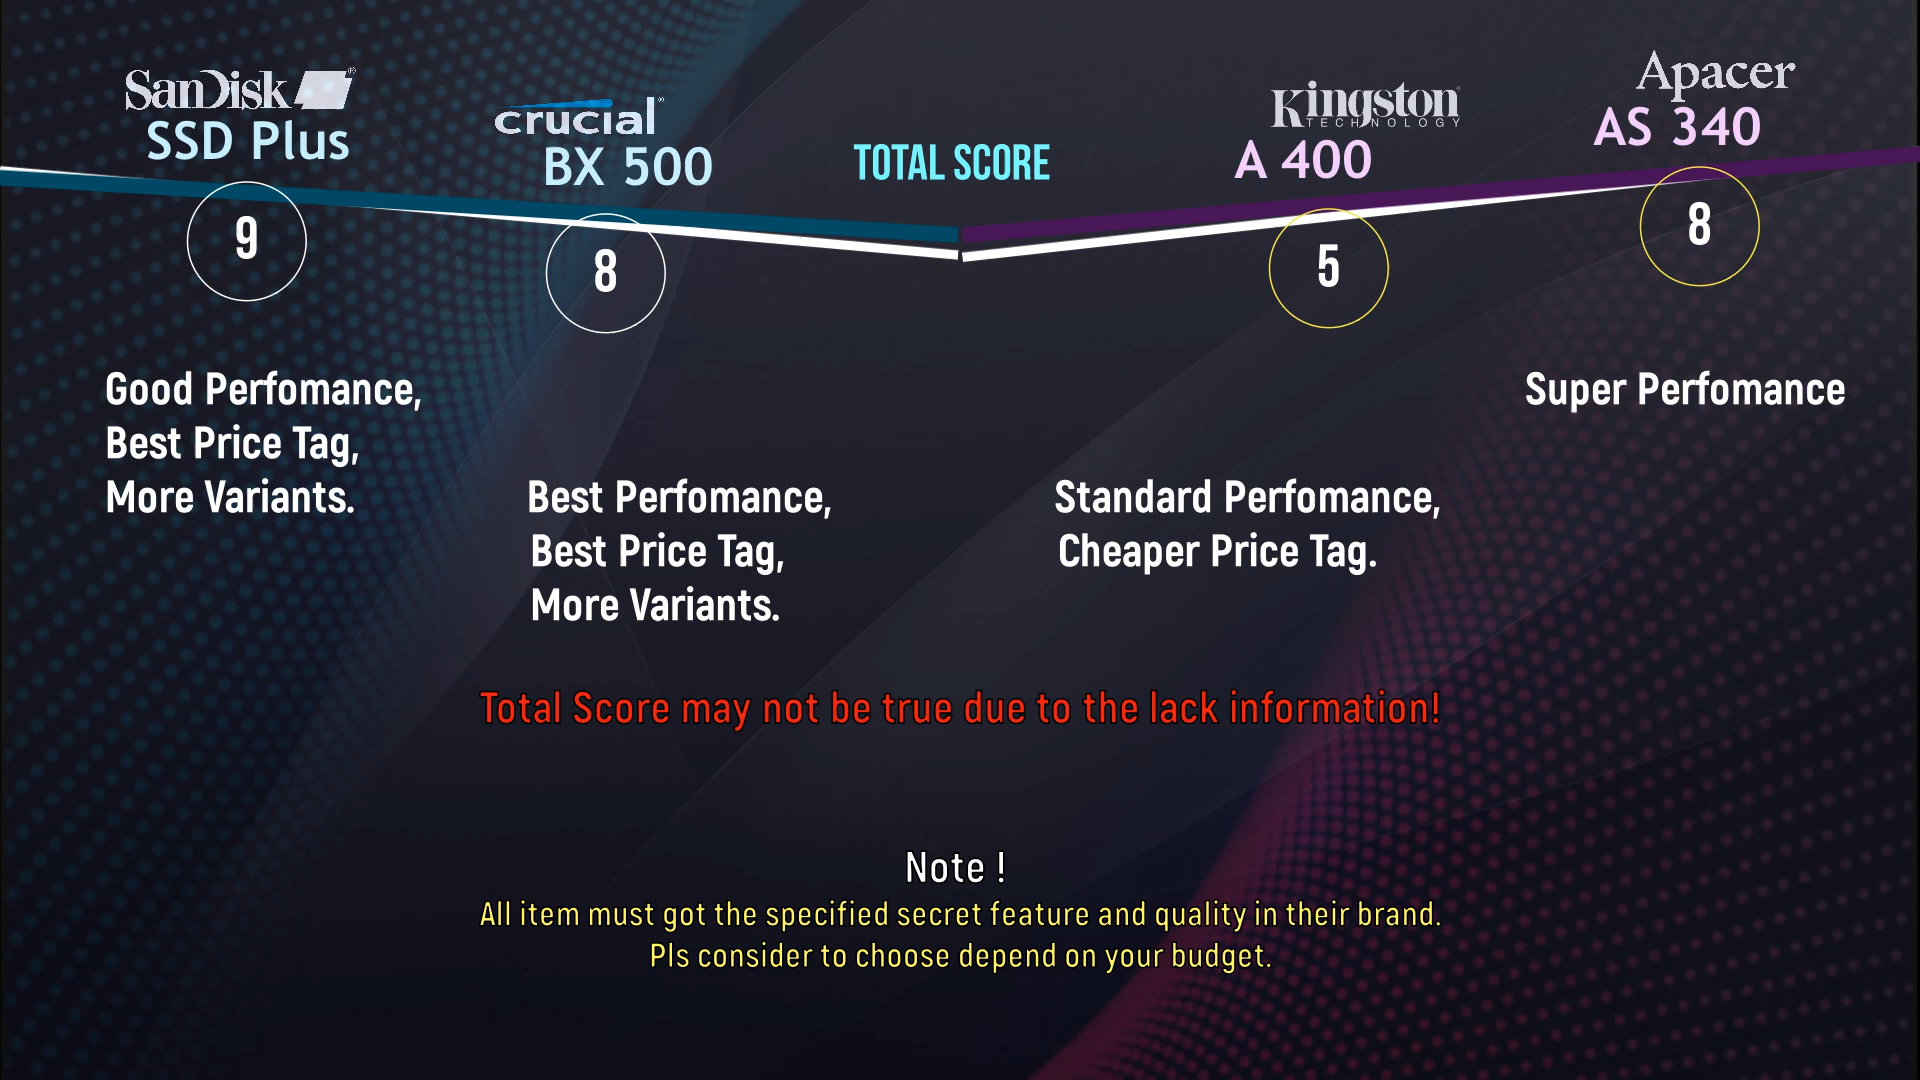 SanDisk®
SSD Plus
9
Good Perfomance,
Best Price Tag,
More Variants.
crucial®
BX 500
8
Best Perfomance,
Best Price Tag,
More Variants.
TOTAL SCORE
Kingston®
TECHNOLOGY
A 400
5
Standard Perfomance,
Cheaper Price Tag.
Apacer
AS 340
8
Super Perfomance
Total Score may not be true due to the lack information!
Note !
All item must got the specified secret feature and quality in their brand.
Pls consider to choose depend on your budget.